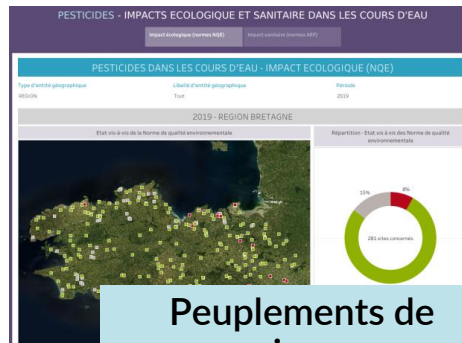 PESTICIDES - IMPACTS ECOLOGIQUE ET SANITAIRE DANS LES COURS D'EAU
Impact écologique (normes NQE) Impact sanitaire (normes AEP)
PESTICIDES DANS LES COURS D'EAU - IMPACT ECOLOGIQUE (NQE)
Type d'entité géographique Libellé d'entité géographique Période
REGION Tout 2019
2019 - REGION BRETAGNE
Etat vis-à-vis de la Norme de qualité environnementale
Répartition - Etat vis à vis des Norme de qualité
environnementale
15% 8%
281 sites concernés
Peuplements de